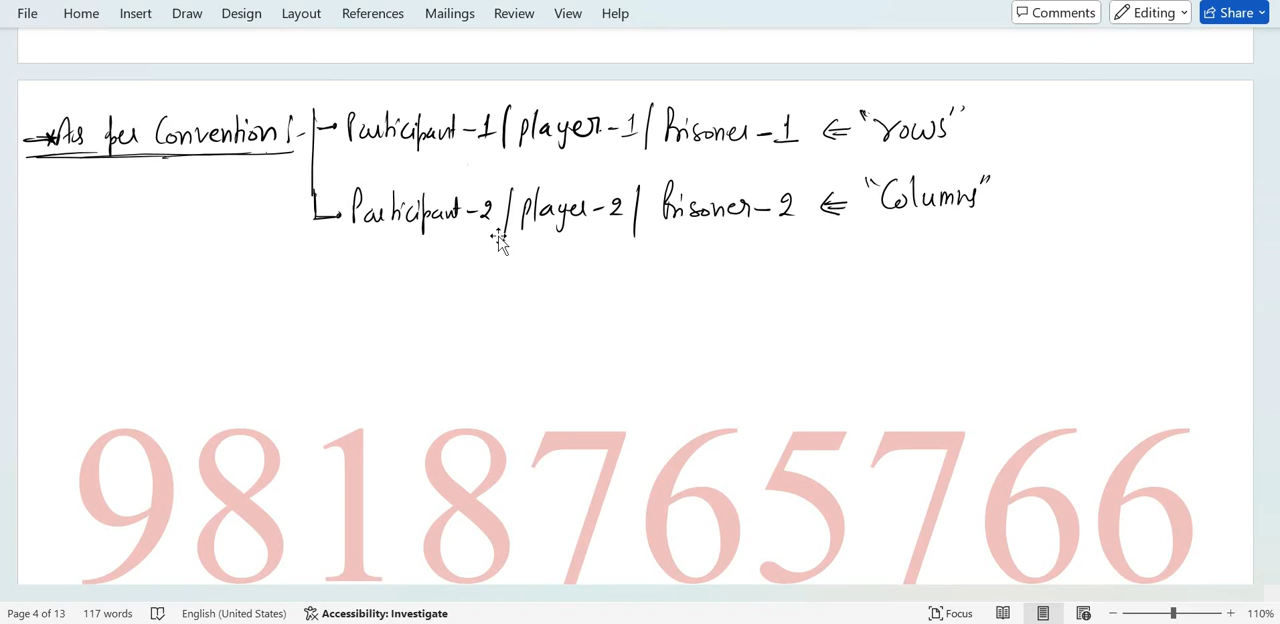 File Home Insert Draw Design Layout References Mailings Review View Help Comments Editing Share
As per Convention :- Participant-1 / player-1 / Prisoner-1 ⇐ "rows"
Participant-2 / player-2 / Prisoner-2 ⇐ "Columns"
9818765766
Page 4 of 13 117 words English (United States) Accessibility: Investigate Focus 110%